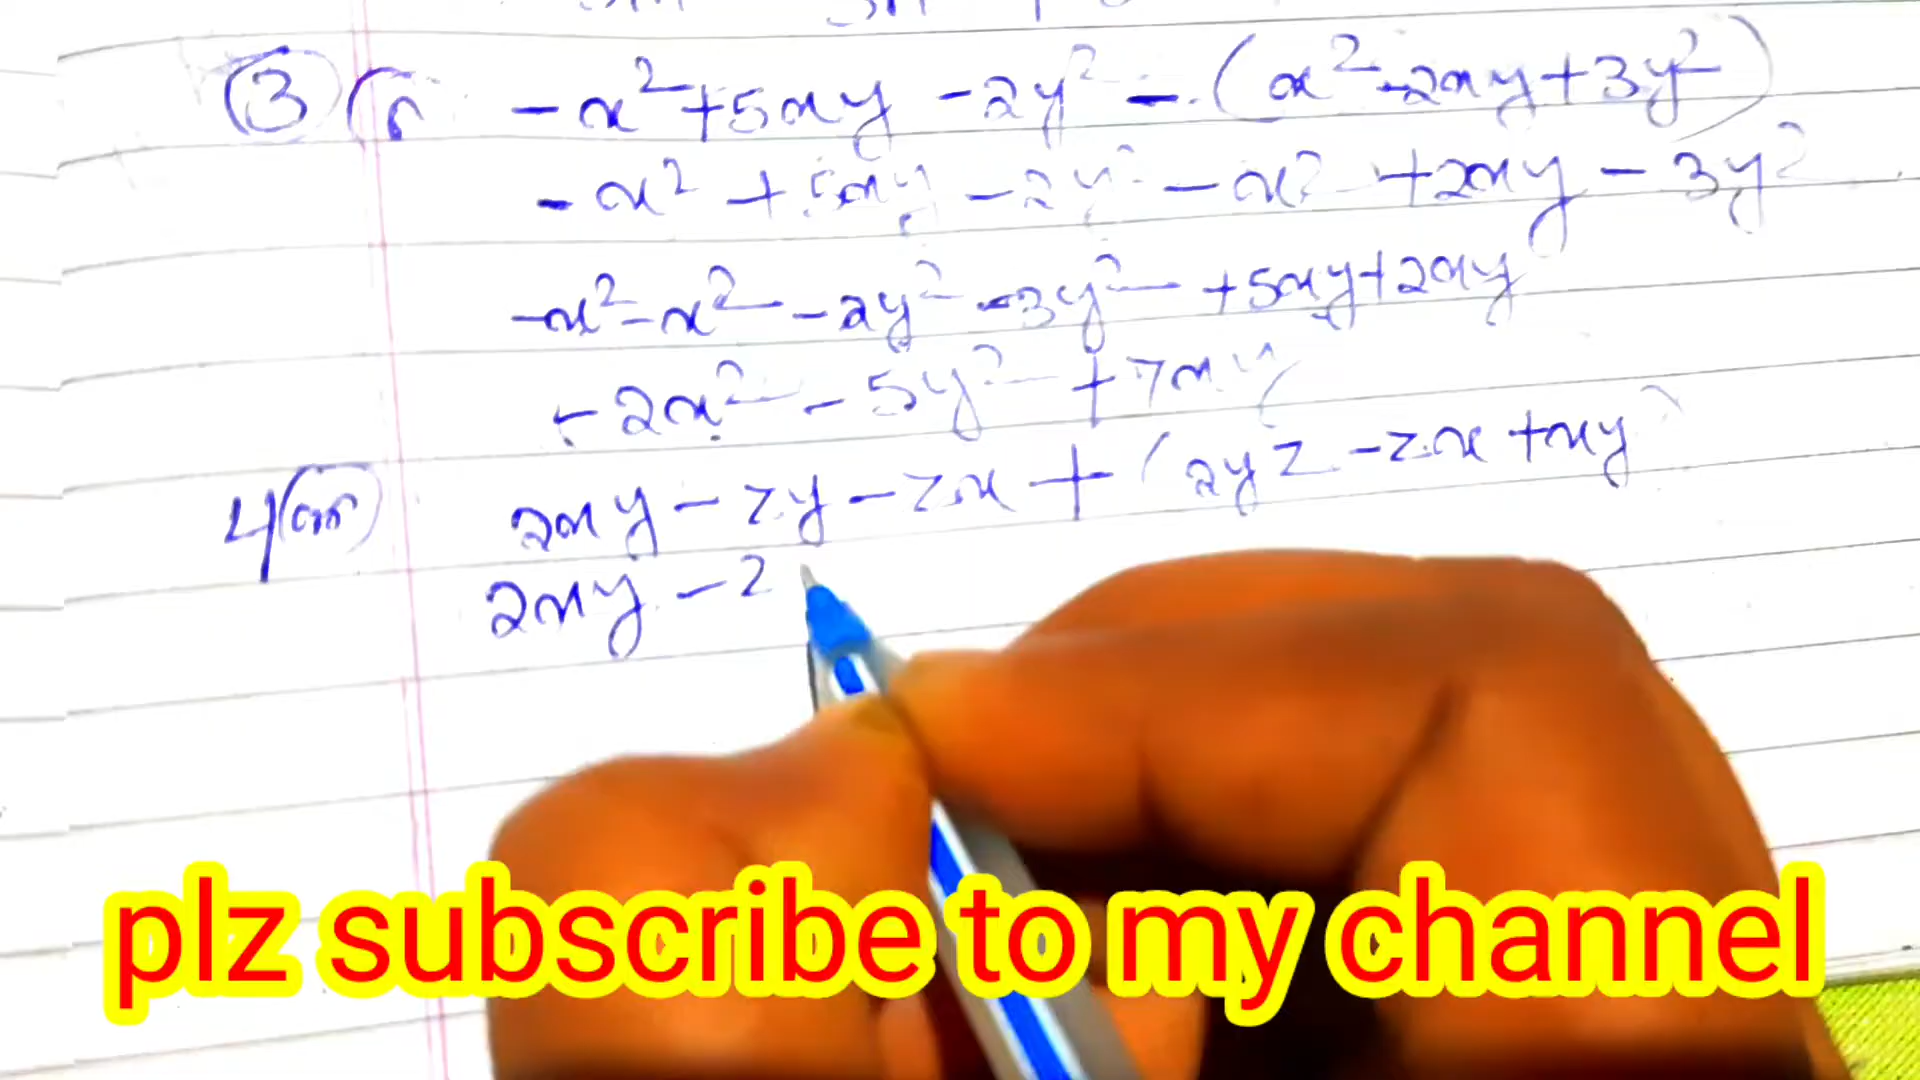 ③ -x²+5xy -2y² - (x²-2xy+3y²)
-x² +5xy -2y² -x² +2xy -3y²
-x²-x² -2y² -3y² +5xy+2xy
-2x² -5y² +7xy
4 2xy - zy - zx + (2yz - zx + xy)
2xy - z
plz subscribe to my channel